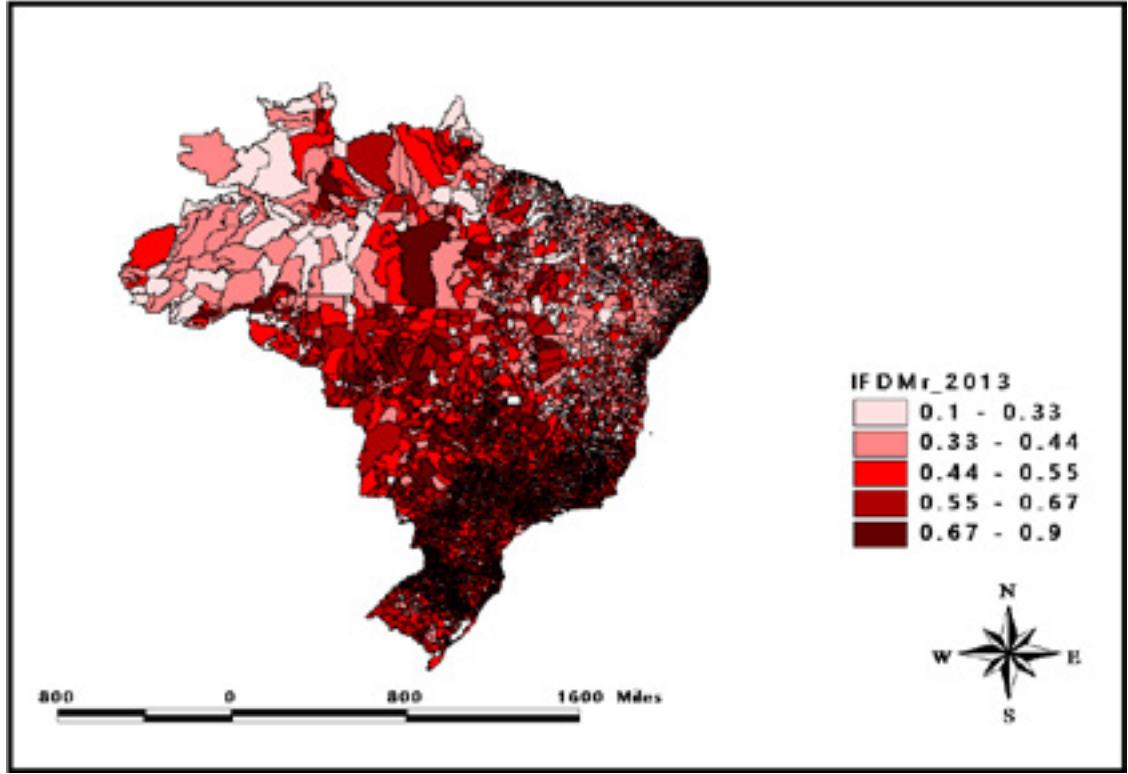 IFDMr_2013
0.1 - 0.33
0.33 - 0.44
0.44 - 0.55
0.55 - 0.67
0.67 - 0.9
N
W E
S
800 0 800 1600 Miles